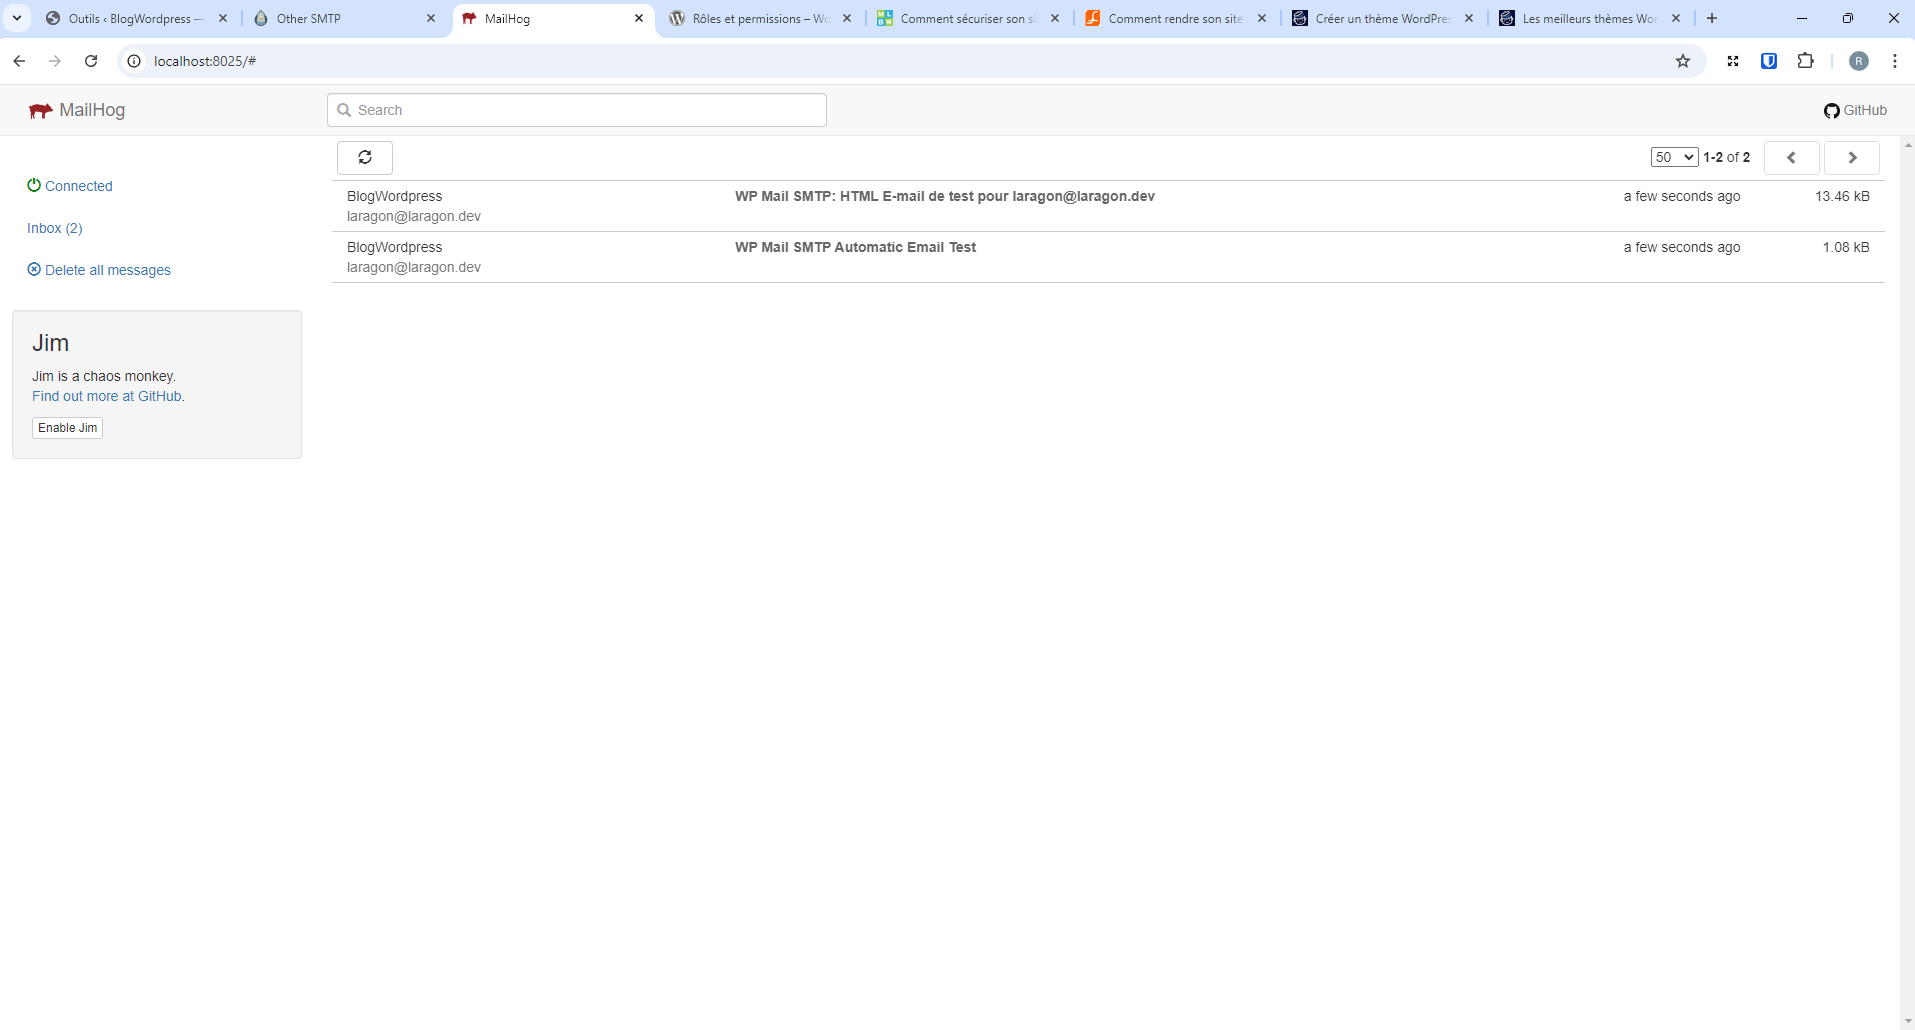 Outils ‹ BlogWordpress —
Other SMTP
MailHog
Rôles et permissions – Wo
Comment sécuriser son si
Comment rendre son site
Créer un thème WordPres
Les meilleurs thèmes Wor
localhost:8025/#
R
MailHog
Search
GitHub
50 1-2 of 2
Connected
Inbox (2)
Delete all messages
Jim
Jim is a chaos monkey.
Find out more at GitHub.
Enable Jim
BlogWordpress WP Mail SMTP: HTML E-mail de test pour laragon@laragon.dev a few seconds ago 13.46 kB
laragon@laragon.dev
BlogWordpress WP Mail SMTP Automatic Email Test a few seconds ago 1.08 kB
laragon@laragon.dev